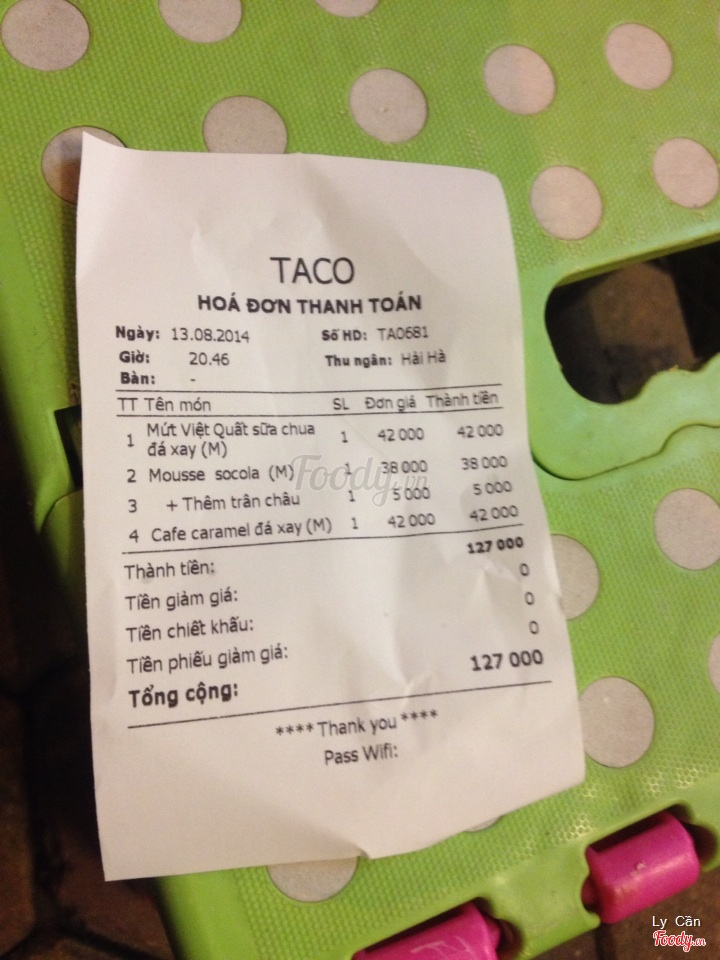 TACO
HOÁ ĐƠN THANH TOÁN
Ngày: 13.08.2014 Số HD: TA0681
Giờ: 20.46 Thu ngân: Hải Hà
Bàn: -
TT Tên món SL Đơn giá Thành tiền
1 Mứt Việt Quất sữa chua đá xay (M) 1 42 000 42 000
2 Mousse socola (M) 1 38 000 38 000
3 + Thêm trân châu 1 5 000 5 000
4 Cafe caramel đá xay (M) 1 42 000 42 000
Thành tiền: 127 000
Tiền giảm giá: 0
Tiền chiết khấu: 0
Tiền phiếu giảm giá: 0
Tổng cộng: 127 000
**** Thank you ****
Pass Wifi:
Foody.vn
Ly Cần
Foody.vn